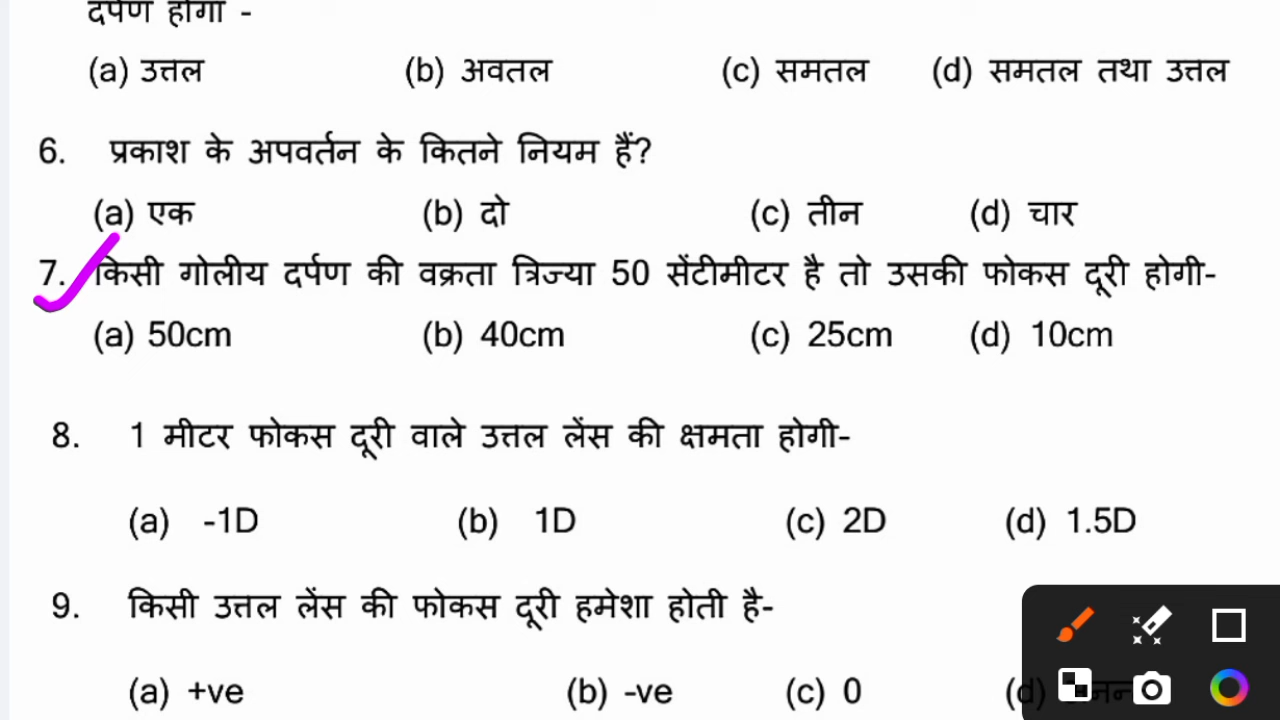 दर्पण होगा -
(a) उत्तल (b) अवतल (c) समतल (d) समतल तथा उत्तल
6. प्रकाश के अपवर्तन के कितने नियम हैं?
(a) एक (b) दो (c) तीन (d) चार
7. किसी गोलीय दर्पण की वक्रता त्रिज्या 50 सेंटीमीटर है तो उसकी फोकस दूरी होगी-
(a) 50cm (b) 40cm (c) 25cm (d) 10cm
8. 1 मीटर फोकस दूरी वाले उत्तल लेंस की क्षमता होगी-
(a) -1D (b) 1D (c) 2D (d) 1.5D
9. किसी उत्तल लेंस की फोकस दूरी हमेशा होती है-
(a) +ve (b) -ve (c) 0 (d)